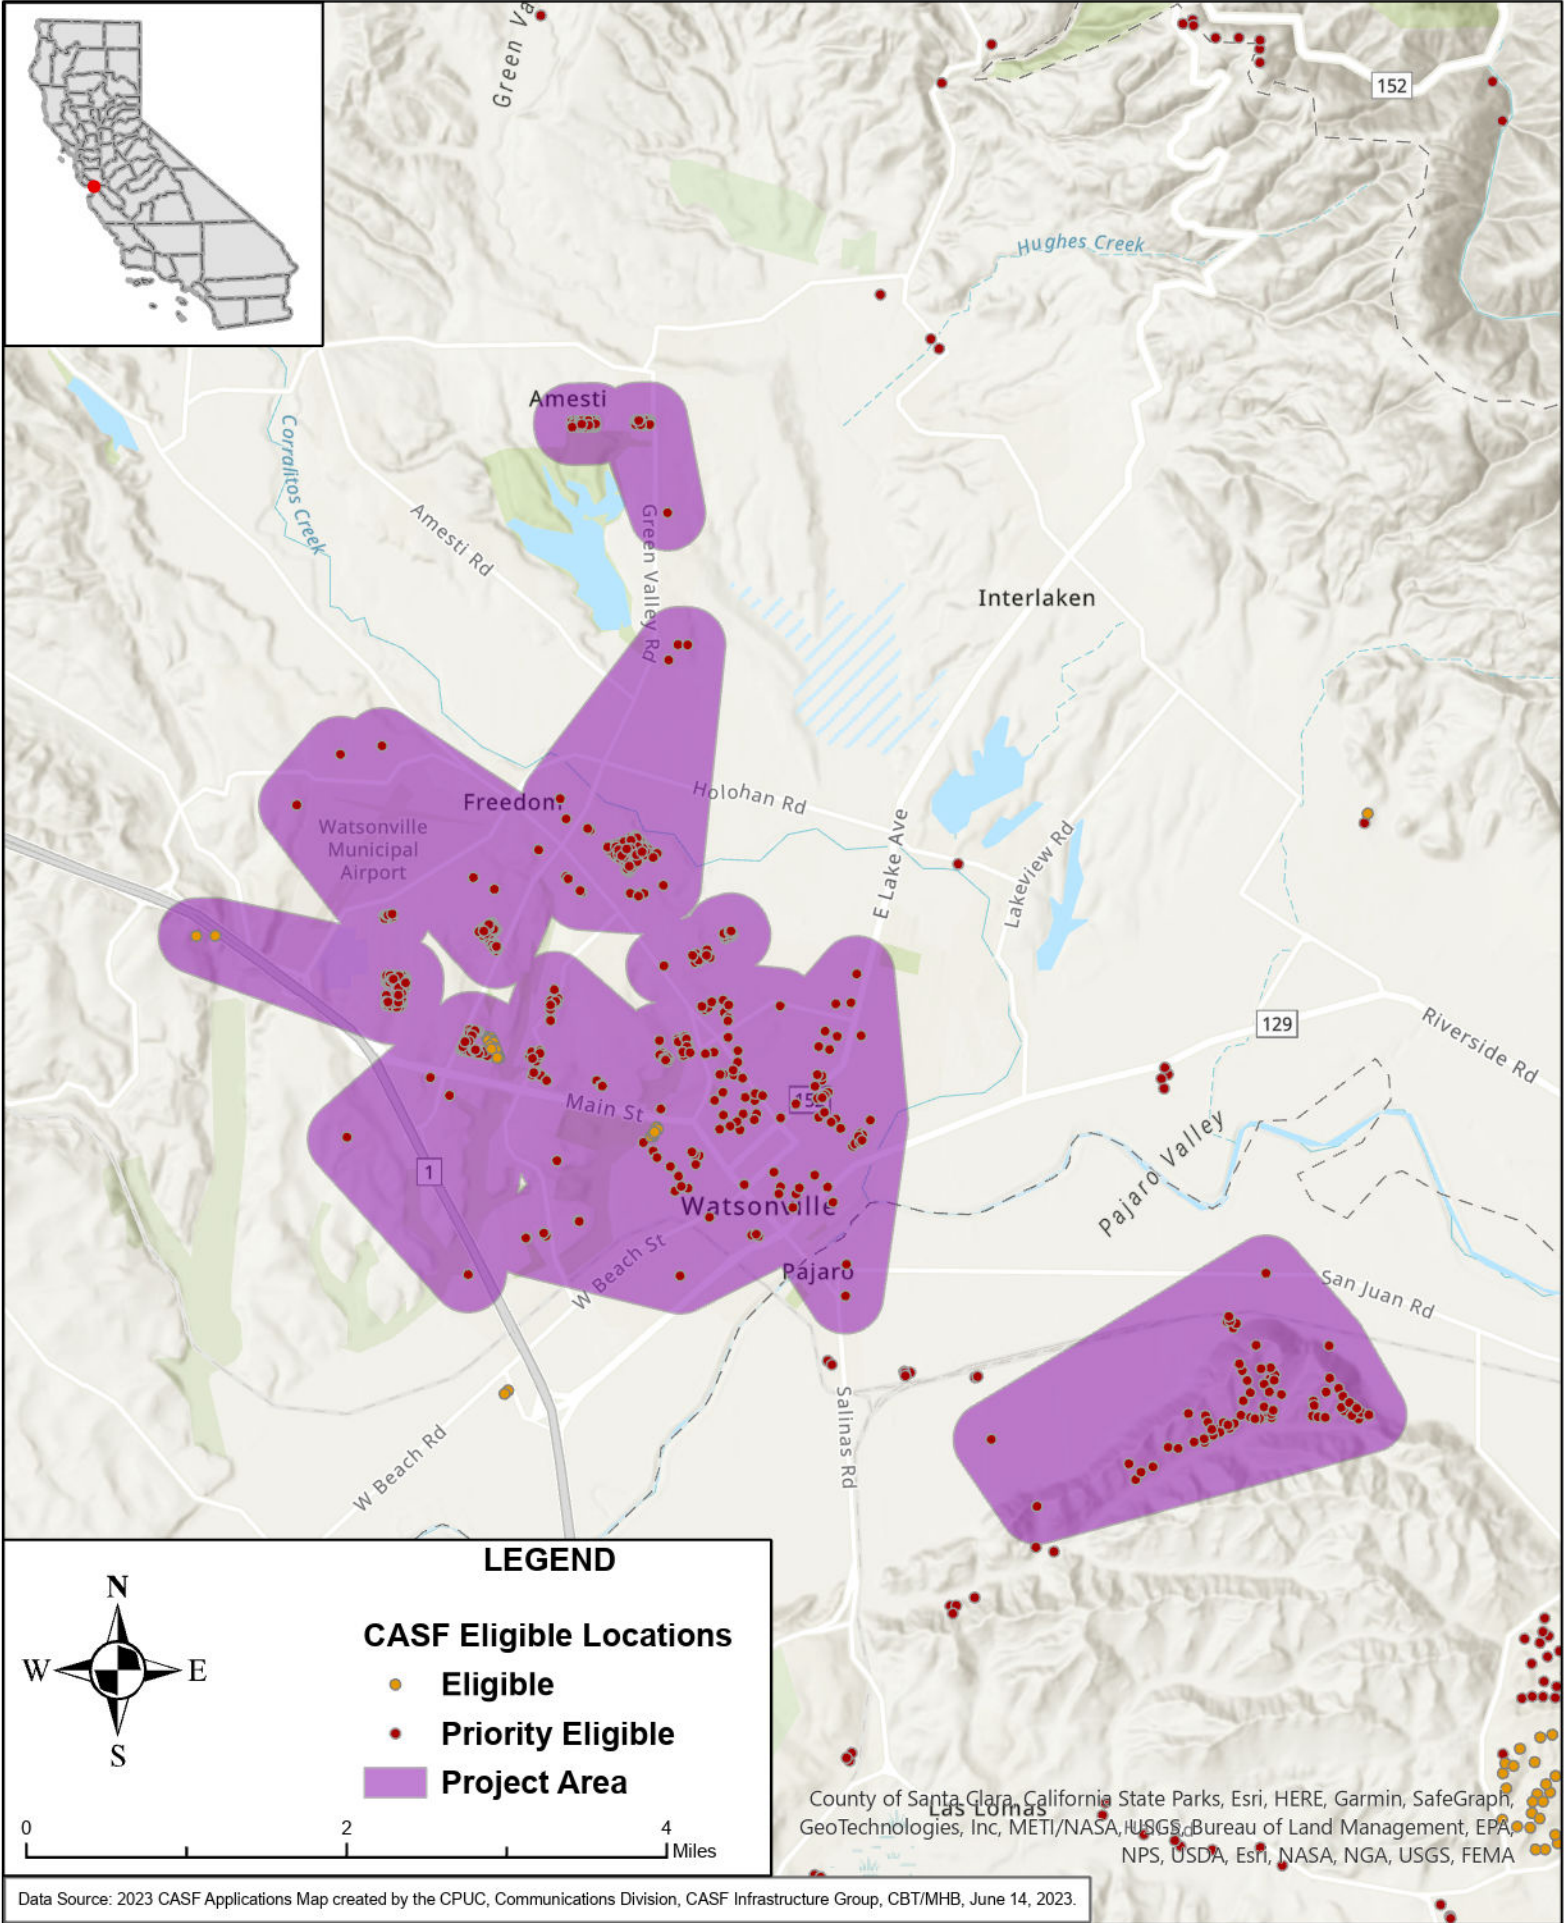 Green Va
152
Hughes Creek
Amesti
Corralitos Creek
Amesti Rd
Green Valley Rd
Interlaken
Holohan Rd
Freedom
Watsonville
Municipal
Airport
E Lake Ave
Lakeview Rd
129
Riverside Rd
Main St
152
1
Pajaro Valley
Watsonville
W Beach St
Pajaro
San Juan Rd
Salinas Rd
W Beach Rd
LEGEND
N
W E
S
CASF Eligible Locations
Eligible
Priority Eligible
Project Area
0 2 4
Miles
Las Lomas
County of Santa Clara, California State Parks, Esri, HERE, Garmin, SafeGraph,
GeoTechnologies, Inc, METI/NASA, USGS, Bureau of Land Management, EPA,
NPS, USDA, Esri, NASA, NGA, USGS, FEMA
Data Source: 2023 CASF Applications Map created by the CPUC, Communications Division, CASF Infrastructure Group, CBT/MHB, June 14, 2023.